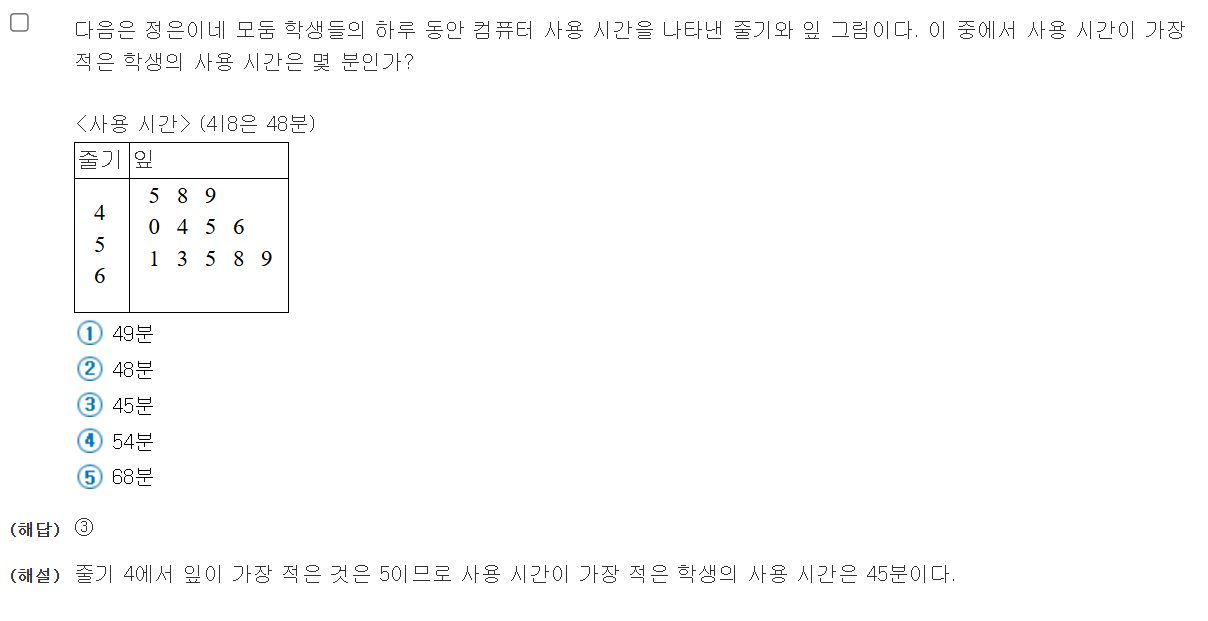 다음은 정은이네 모둠 학생들의 하루 동안 컴퓨터 사용 시간을 나타낸 줄기와 잎 그림이다. 이 중에서 사용 시간이 가장
적은 학생의 사용 시간은 몇 분인가?
<사용 시간> (4|8은 48분)
줄기 잎
4 5 8 9
5 0 4 5 6
6 1 3 5 8 9
① 49분
② 48분
③ 45분
④ 54분
⑤ 68분
(해답) ③
(해설) 줄기 4에서 잎이 가장 적은 것은 5이므로 사용 시간이 가장 적은 학생의 사용 시간은 45분이다.